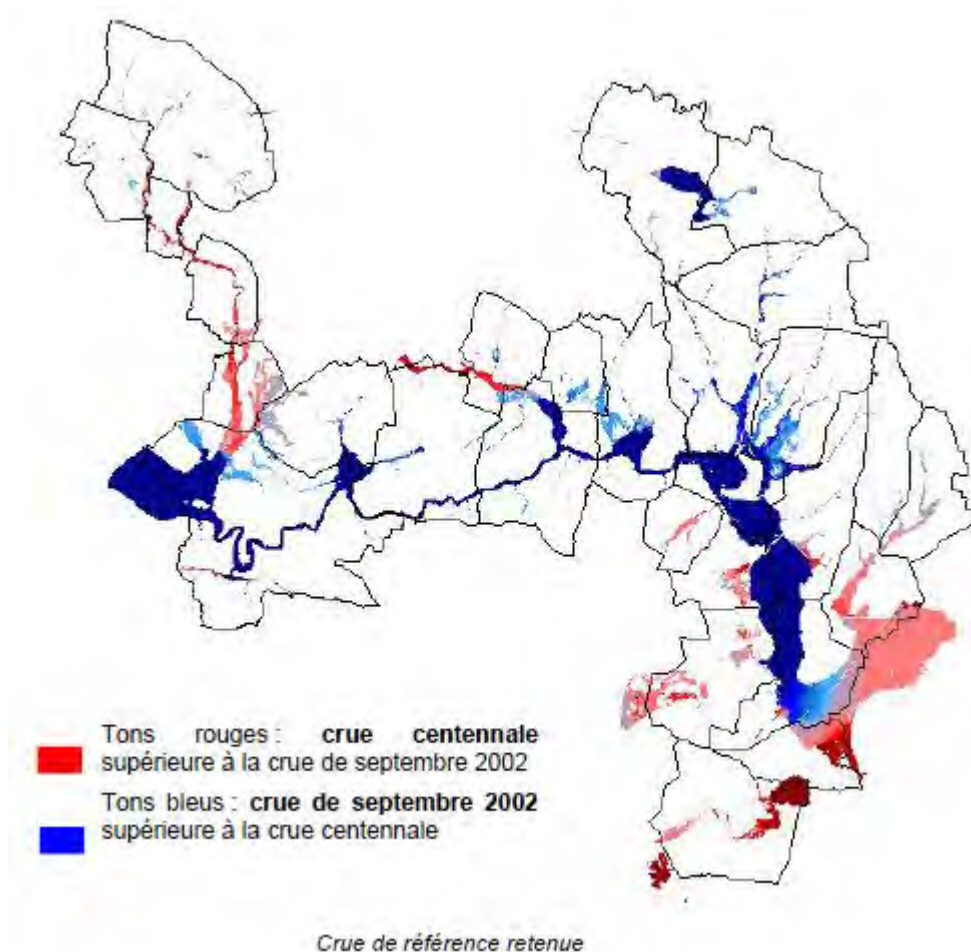 Tons rouges : crue centennale
supérieure à la crue de septembre 2002
Tons bleus : crue de septembre 2002
supérieure à la crue centennale
Crue de référence retenue